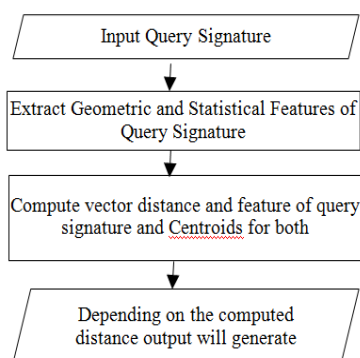 Input Query Signature
Extract Geometric and Statistical Features of
Query Signature
Compute vector distance and feature of query
signature and Centroids for both
Depending on the computed
distance output will generate